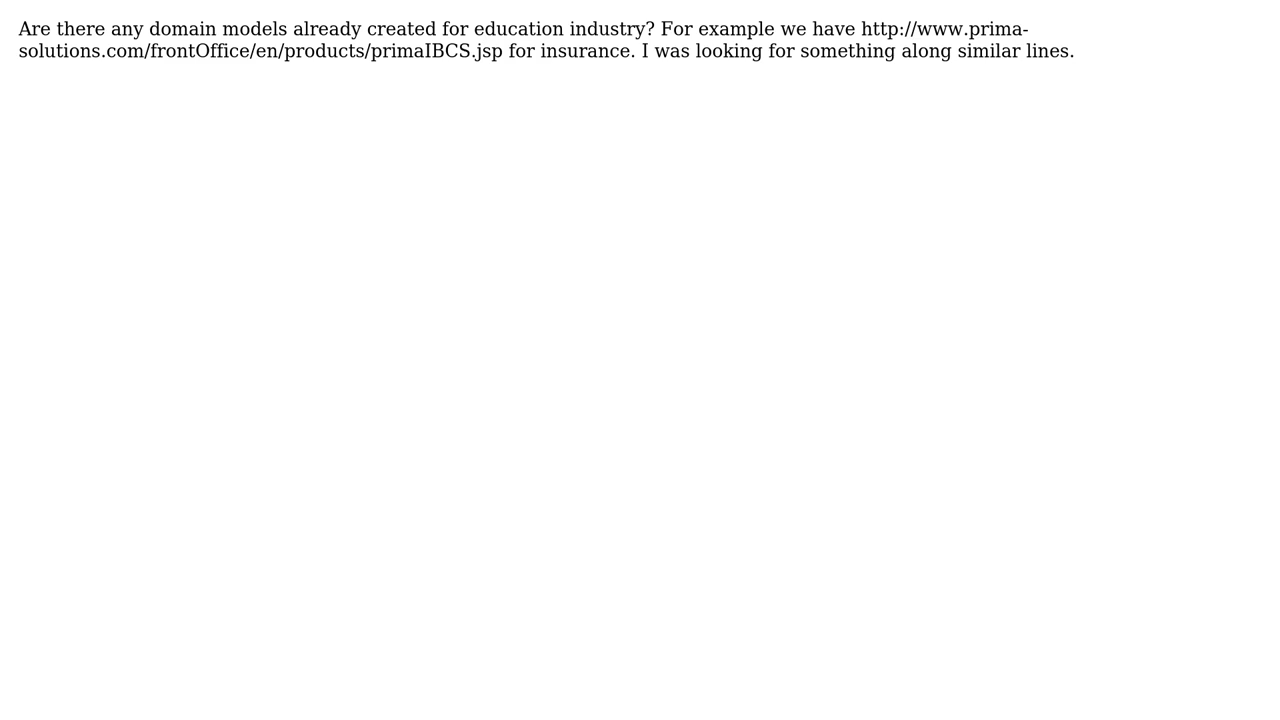 Are there any domain models already created for education industry? For example we have http://www.prima-
solutions.com/frontOffice/en/products/primaIBCS.jsp for insurance. I was looking for something along similar lines.